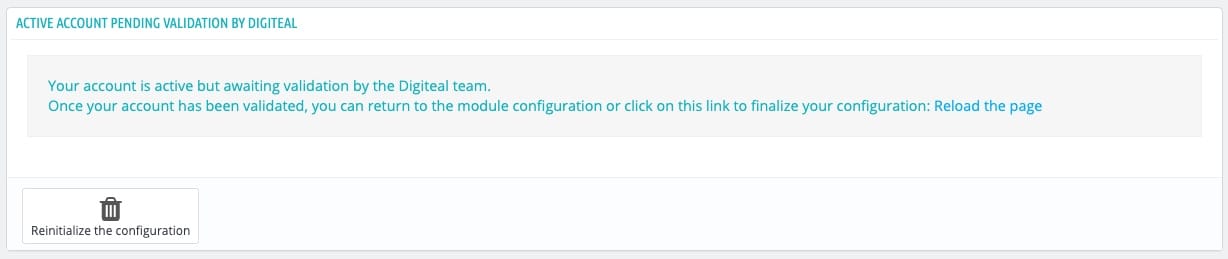 ACTIVE ACCOUNT PENDING VALIDATION BY DIGITEAL
Your account is active but awaiting validation by the Digiteal team.
Once your account has been validated, you can return to the module configuration or click on this link to finalize your configuration: Reload the page
Reinitialize the configuration